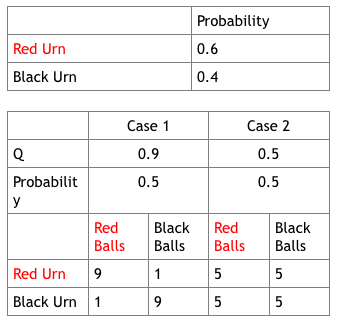 Probability
Red Urn 0.6
Black Urn 0.4
Case 1 Case 2
Q 0.9 0.5
Probabilit 0.5 0.5
y
Red Black Red Black
Balls Balls Balls Balls
Red Urn 9 1 5 5
Black Urn 1 9 5 5